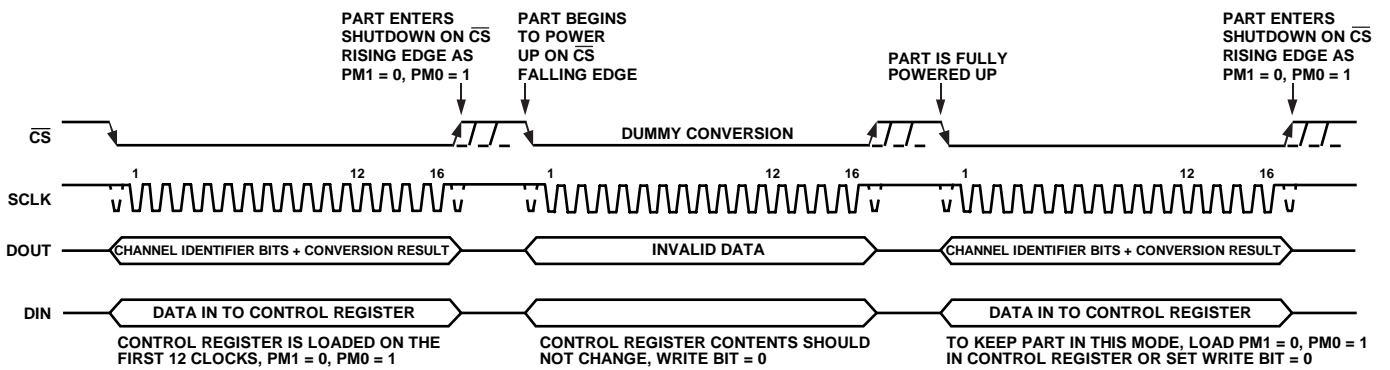 PART ENTERS
SHUTDOWN ON CS
RISING EDGE AS
PM1 = 0, PM0 = 1
PART BEGINS
TO POWER
UP ON CS
FALLING EDGE
PART IS FULLY
POWERED UP
PART ENTERS
SHUTDOWN ON CS
RISING EDGE AS
PM1 = 0, PM0 = 1
CS
DUMMY CONVERSION
1 12 16 1 12 16 1 12 16
SCLK
DOUT
CHANNEL IDENTIFIER BITS + CONVERSION RESULT
INVALID DATA
CHANNEL IDENTIFIER BITS + CONVERSION RESULT
DIN
DATA IN TO CONTROL REGISTER
DATA IN TO CONTROL REGISTER
CONTROL REGISTER IS LOADED ON THE
FIRST 12 CLOCKS, PM1 = 0, PM0 = 1
CONTROL REGISTER CONTENTS SHOULD
NOT CHANGE, WRITE BIT = 0
TO KEEP PART IN THIS MODE, LOAD PM1 = 0, PM0 = 1
IN CONTROL REGISTER OR SET WRITE BIT = 0